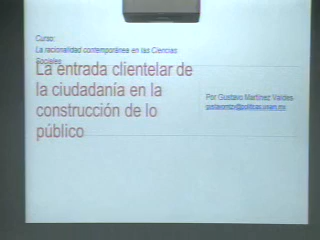 Curso:
La racionalidad contemporánea en las Ciencias
Sociales
La entrada clientelar de
la ciudadanía en la
construcción de lo
público
Por Gustavo Martínez Valdes